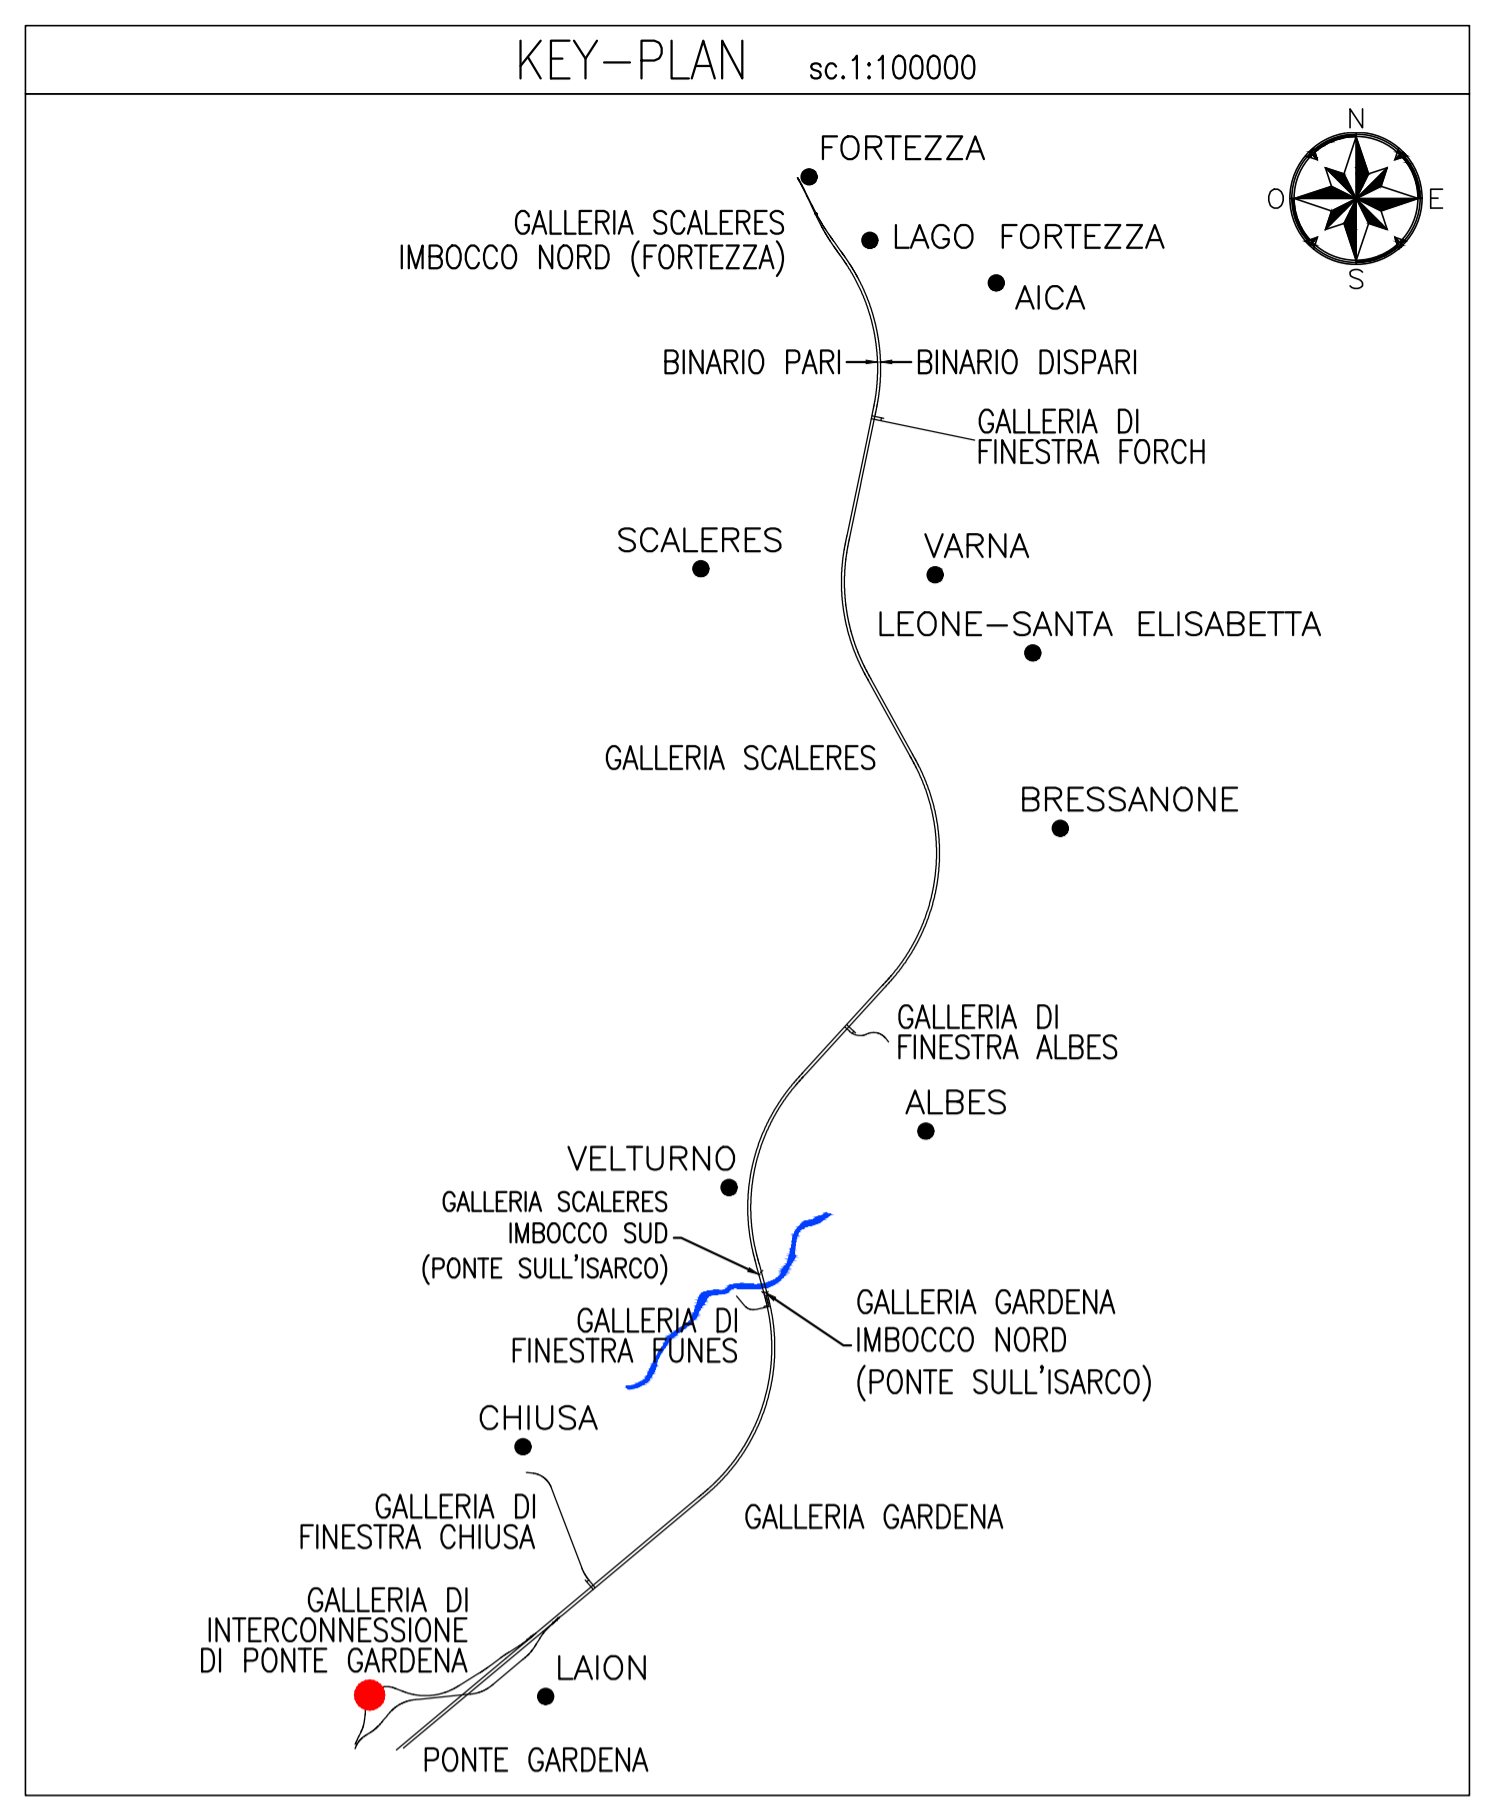 KEY-PLAN sc.1:100000
N
O
E
S
FORTEZZA
GALLERIA SCALERES
IMBOCCO NORD (FORTEZZA)
LAGO FORTEZZA
AICA
BINARIO PARI
BINARIO DISPARI
GALLERIA DI
FINESTRA FORCH
SCALERES
VARNA
LEONE-SANTA ELISABETTA
GALLERIA SCALERES
BRESSANONE
GALLERIA DI
FINESTRA ALBES
ALBES
VELTURNO
GALLERIA SCALERES
IMBOCCO SUD
(PONTE SULL'ISARCO)
GALLERIA DI
FINESTRA FUNES
GALLERIA GARDENA
IMBOCCO NORD
(PONTE SULL'ISARCO)
CHIUSA
GALLERIA DI
FINESTRA CHIUSA
GALLERIA GARDENA
GALLERIA DI
INTERCONNESSIONE
DI PONTE GARDENA
LAION
PONTE GARDENA